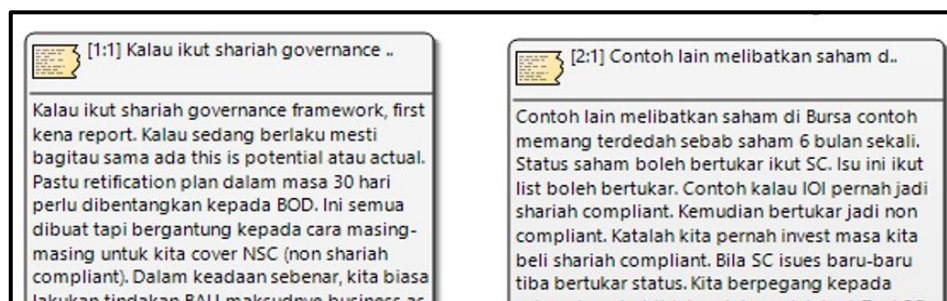 [1:1] Kalau ikut shariah governance ..
Kalau ikut shariah governance framework, first
kena report. Kalau sedang berlaku mesti
bagitau sama ada this is potential atau actual.
Pastu retification plan dalam masa 30 hari
perlu dibentangkan kepada BOD. Ini semua
dibuat tapi bergantung kepada cara masing-
masing untuk kita cover NSC (non shariah
compliant). Dalam keadaan sebenar, kita biasa
lakukan tindakan BAU maksudnye business as
[2:1] Contoh lain melibatkan saham d..
Contoh lain melibatkan saham di Bursa contoh
memang terdedah sebab saham 6 bulan sekali.
Status saham boleh bertukar ikut SC. Isu ini ikut
list boleh bertukar. Contoh kalau IOI pernah jadi
shariah compliant. Kemudian bertukar jadi non
compliant. Katalah kita pernah invest masa kita
beli shariah compliant. Bila SC isues baru-baru
tiba bertukar status. Kita berpegang kepada